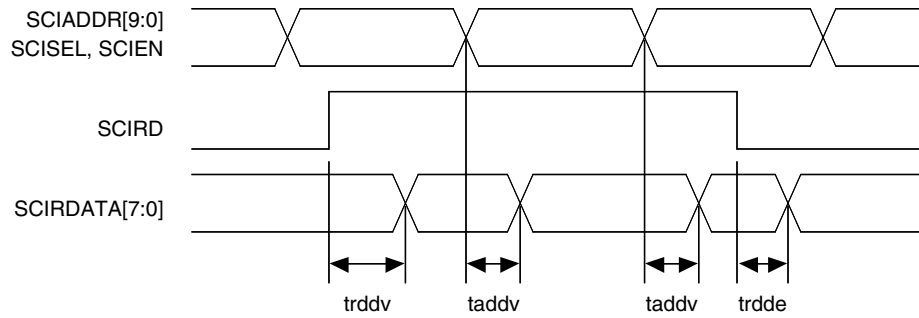 SCIADDR[9:0]
SCISEL, SCIEN
SCIRD
SCIRDATA[7:0]
trddv taddv taddv trdde